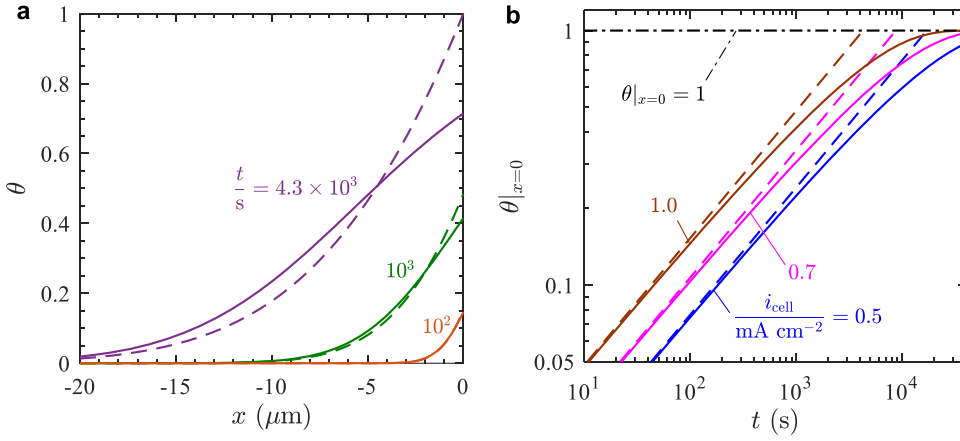 a
1
0.8
0.6
0.4
0.2
0
θ
t/s = 4.3 × 10³
10³
10²
-20
-15
-10
-5
0
x (μm)
b
1
0.1
0.05
θ|ₓ₌₀
θ|ₓ₌₀ = 1
1.0
0.7
i_cell/mA cm⁻² = 0.5
10¹
10²
10³
10⁴
t (s)